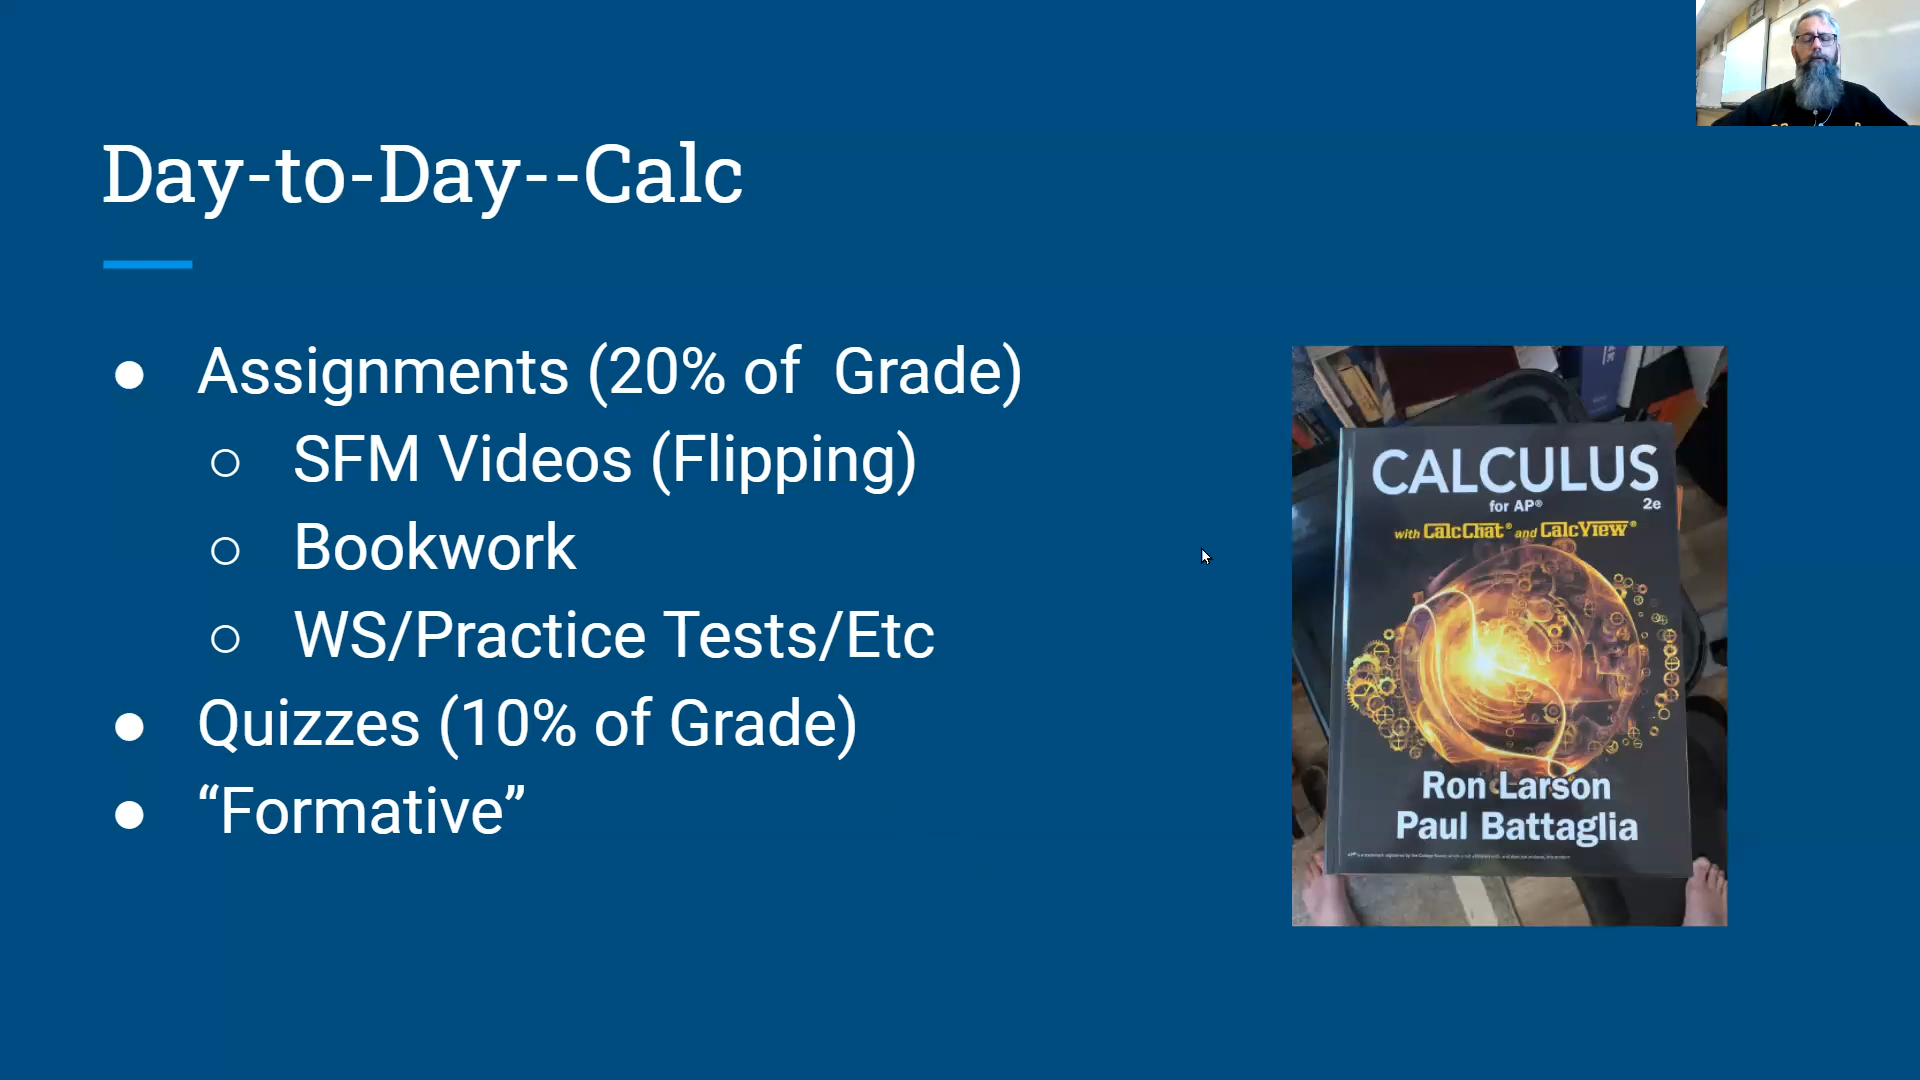 Day-to-Day--Calc
● Assignments (20% of  Grade)
○ SFM Videos (Flipping)
○ Bookwork
○ WS/Practice Tests/Etc
● Quizzes (10% of Grade)
● “Formative”
CALCULUS
for AP®
2e
with CalcChat® and CalcView®
Ron Larson
Paul Battaglia